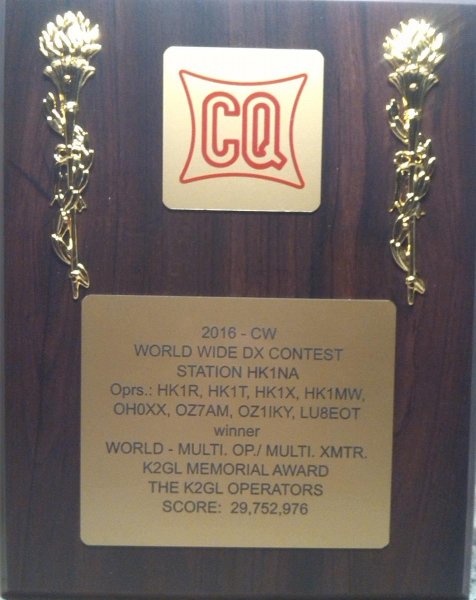 CQ
2016 - CW
WORLD WIDE DX CONTEST
STATION HK1NA
Oprs.: HK1R, HK1T, HK1X, HK1MW,
OH0XX, OZ7AM, OZ1IKY, LU8EOT
winner
WORLD - MULTI. OP./ MULTI. XMTR.
K2GL MEMORIAL AWARD
THE K2GL OPERATORS
SCORE: 29,752,976